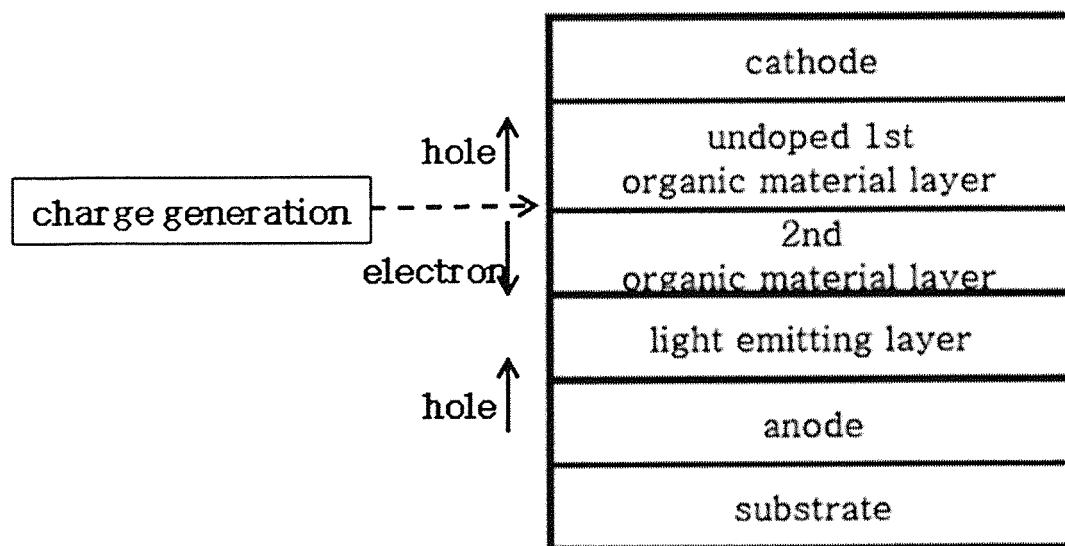 cathode
hole
undoped 1st
organic material layer
charge generation
2nd
electron
organic material layer
light emitting layer
hole
anode
substrate